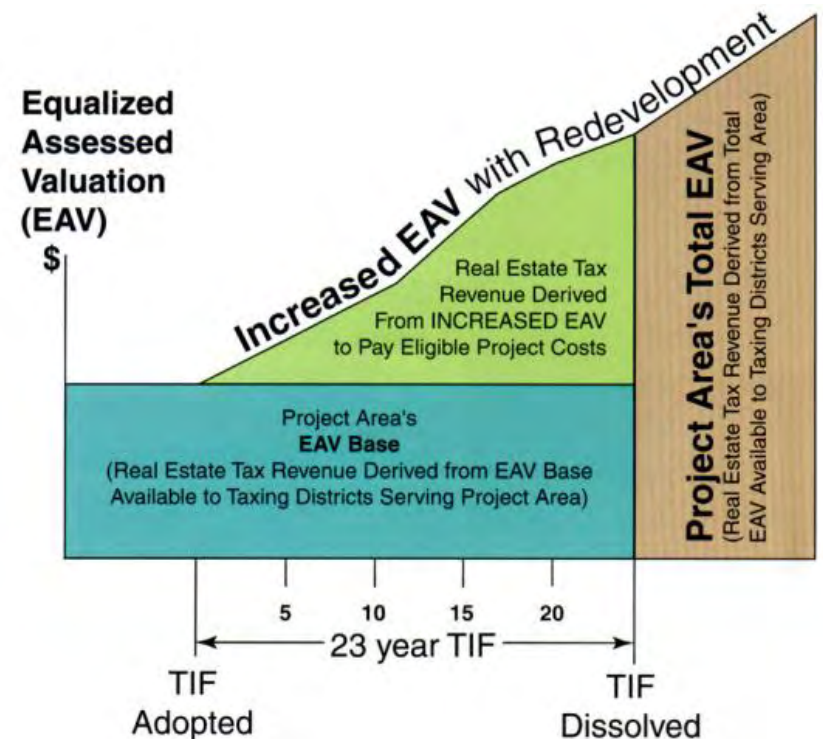 Equalized
Assessed
Valuation
(EAV)
$
Increased EAV with Redevelopment
Real Estate Tax
Revenue Derived
From INCREASED EAV
to Pay Eligible Project Costs
Project Area's
EAV Base
(Real Estate Tax Revenue Derived from EAV Base
Available to Taxing Districts Serving Project Area)
Project Area's Total EAV
(Real Estate Tax Revenue Derived from Total
EAV Available to Taxing Districts Serving Area)
5 10 15 20
23 year TIF
TIF
Adopted
TIF
Dissolved